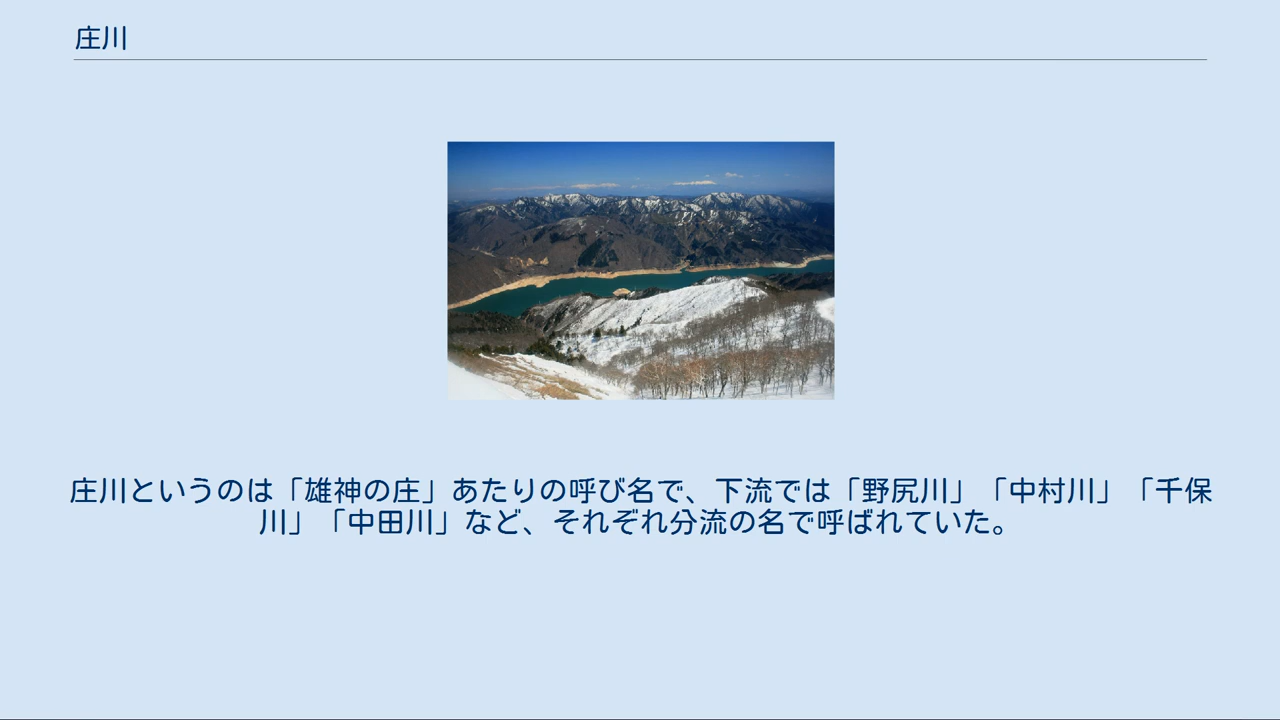 庄川
庄川というのは「雄神の庄」あたりの呼び名で、下流では「野尻川」「中村川」「千保
川」「中田川」など、それぞれ分流の名で呼ばれていた。